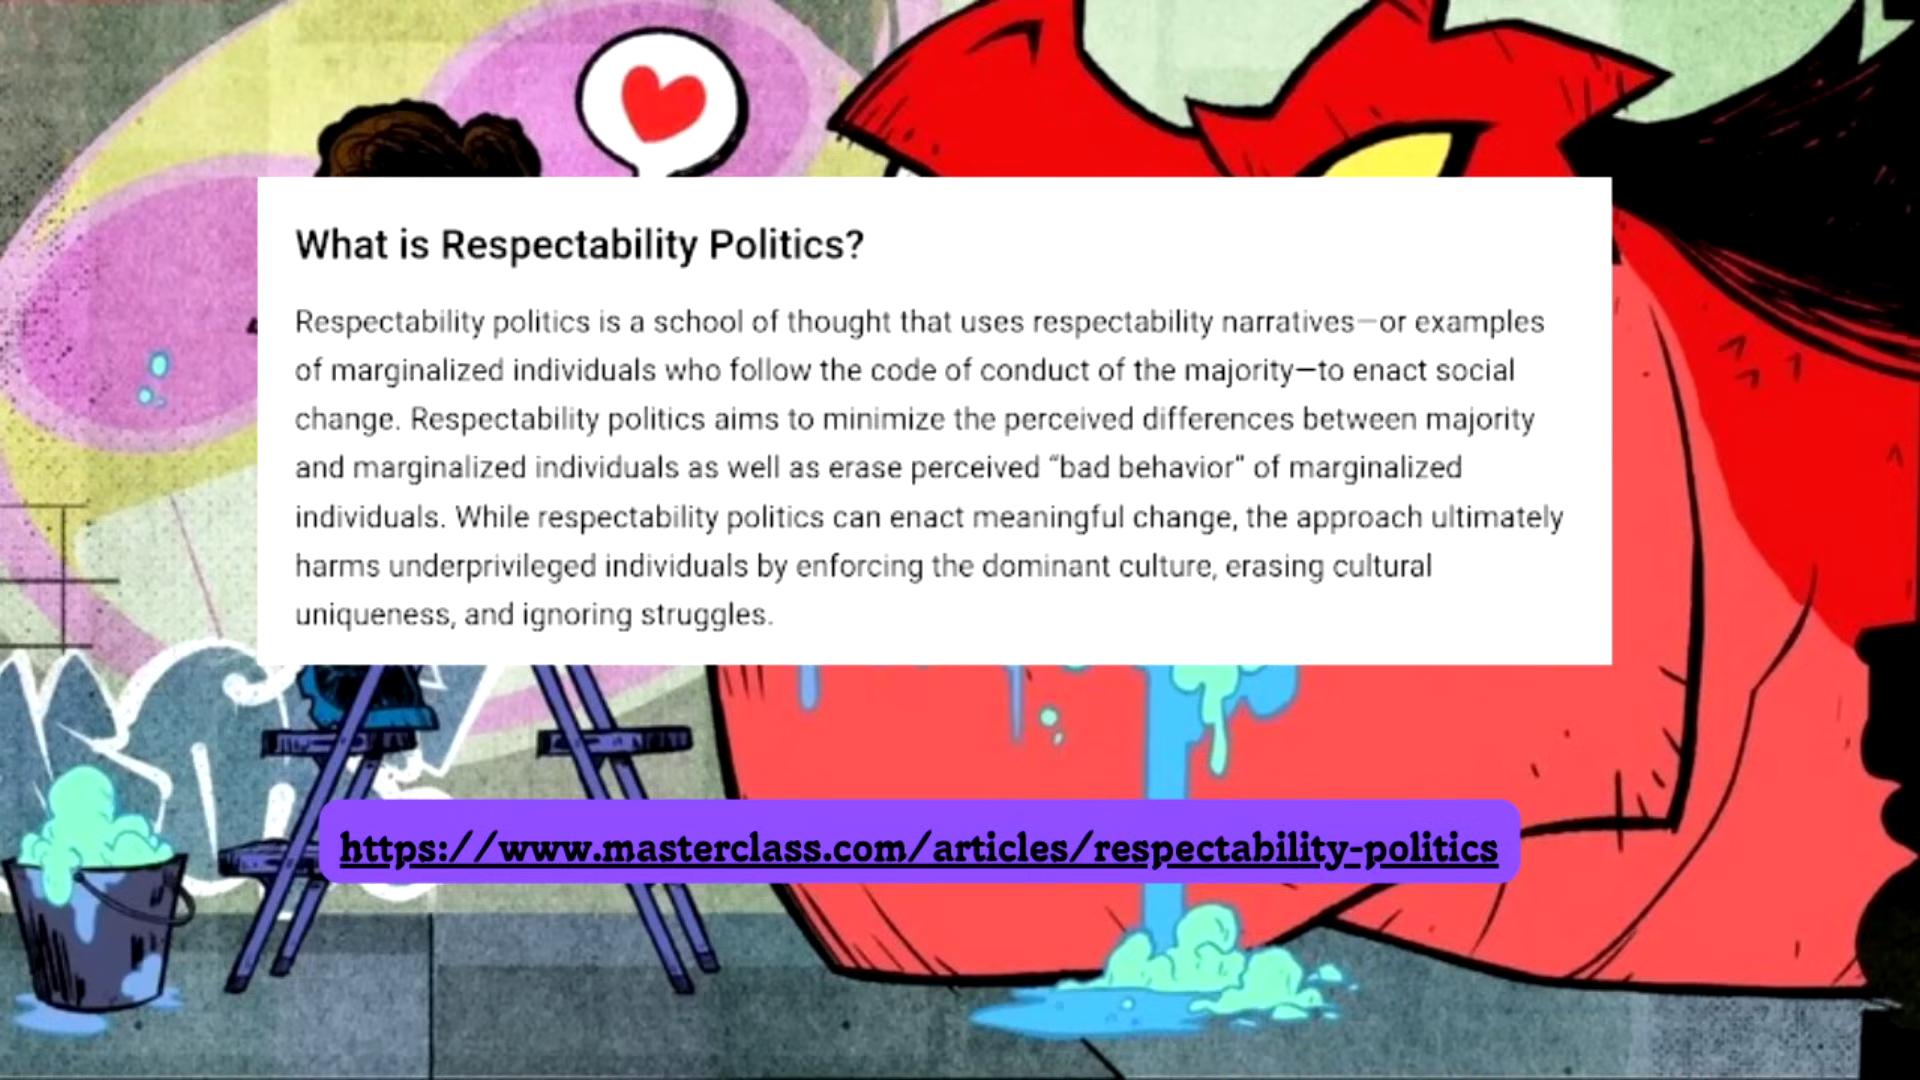 What is Respectability Politics?
Respectability politics is a school of thought that uses respectability narratives—or examples
of marginalized individuals who follow the code of conduct of the majority—to enact social
change. Respectability politics aims to minimize the perceived differences between majority
and marginalized individuals as well as erase perceived “bad behavior” of marginalized
individuals. While respectability politics can enact meaningful change, the approach ultimately
harms underprivileged individuals by enforcing the dominant culture, erasing cultural
uniqueness, and ignoring struggles.
https://www.masterclass.com/articles/respectability-politics